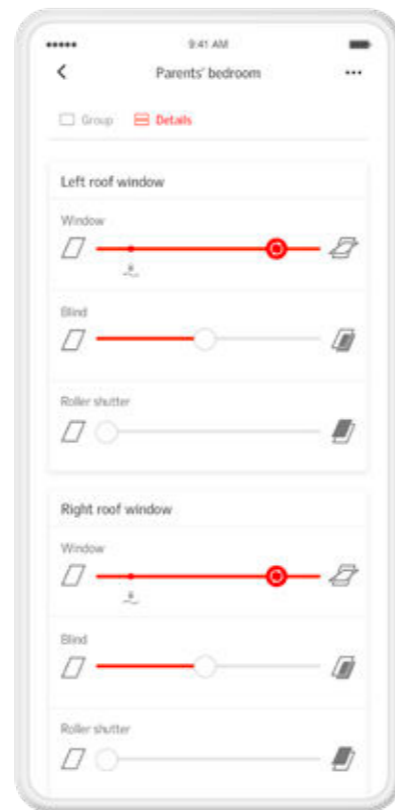 9:41 AM
Parents' bedroom
Group Details
Left roof window
Window
Blind
Roller shutter
Right roof window
Window
Blind
Roller shutter